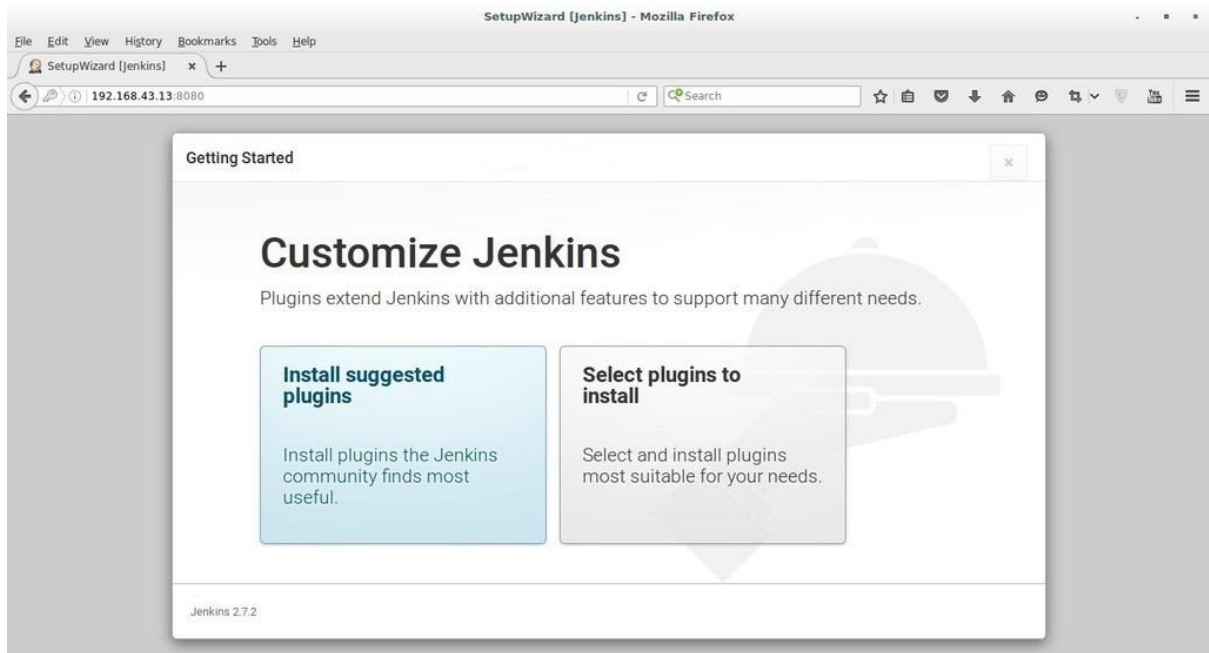 SetupWizard [Jenkins] - Mozilla Firefox
File Edit View History Bookmarks Tools Help
SetupWizard [Jenkins] × +
192.168.43.13:8080
Search
Getting Started
×
Customize Jenkins
Plugins extend Jenkins with additional features to support many different needs.
Install suggested
plugins
Install plugins the Jenkins
community finds most
useful.
Select plugins to
install
Select and install plugins
most suitable for your needs.
Jenkins 2.7.2